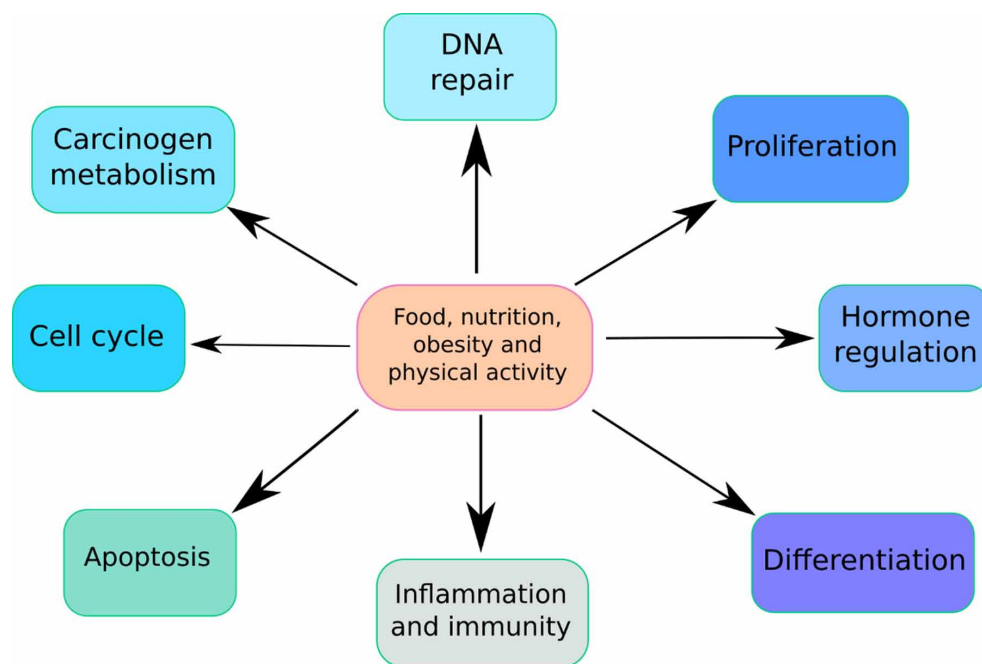 DNA
repair
Carcinogen
metabolism
Proliferation
Cell cycle
Food, nutrition,
obesity and
physical activity
Hormone
regulation
Apoptosis
Inflammation
and immunity
Differentiation